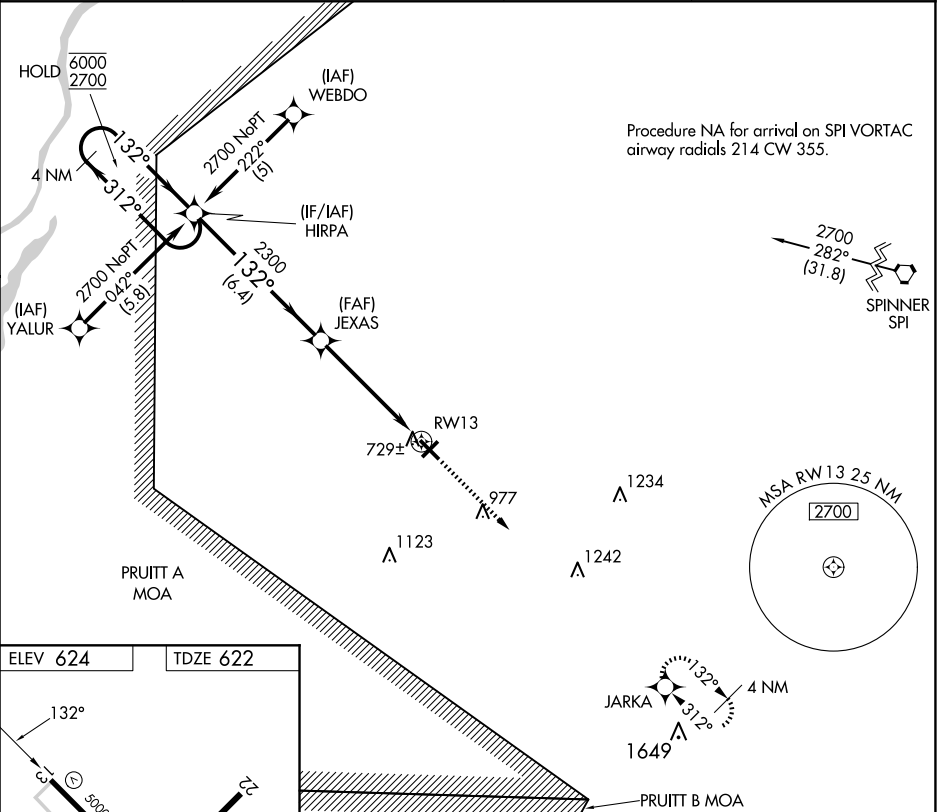 HOLD 6000
2700
(IAF)
WEBDO
Procedure NA for arrival on SPI VORTAC
airway radials 214 CW 355.
132°
2700 NoPT
222°
(5)
4 NM
312°
(IF/IAF)
HIRPA
2700 NoPT
042°
(5.8)
2300
132°
(6.4)
2700
282°
(31.8)
SPINNER
SPI
(IAF)
YALUR
(FAF)
JEXAS
RW13
729±
977
1234
1123
1242
MSA RW13 25 NM
2700
PRUITT A
MOA
ELEV 624
TDZE 622
132°
13
5000
22
JARKA
132°
312°
4 NM
1649
PRUITT B MOA